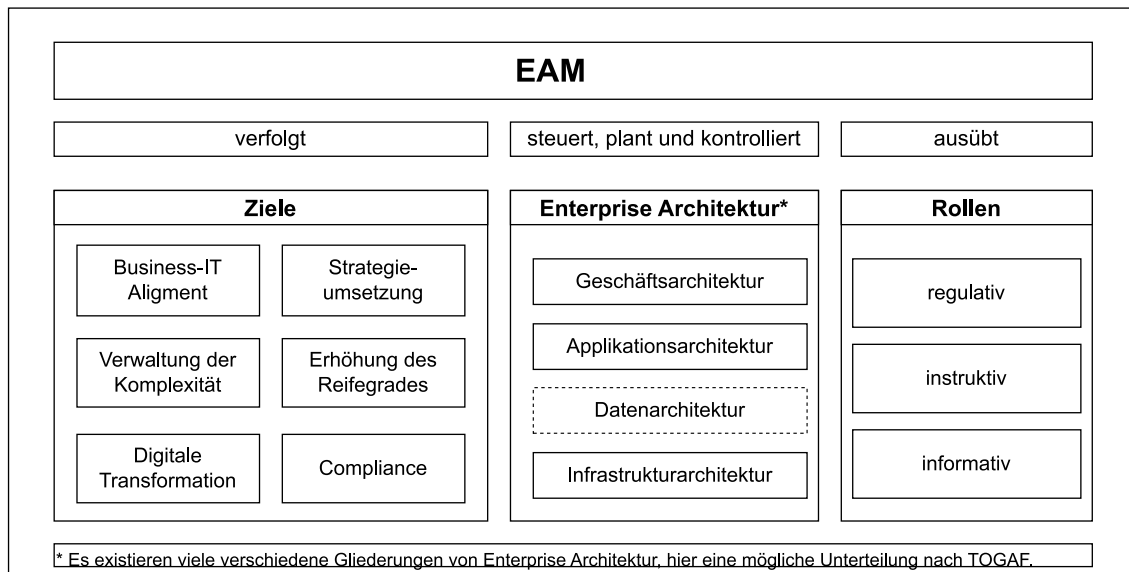 EAM
verfolgt
steuert, plant und kontrolliert
ausübt
Ziele
Business-IT
Aligment
Strategie-
umsetzung
Verwaltung der
Komplexität
Erhöhung des
Reifegrades
Digitale
Transformation
Compliance
Enterprise Architektur*
Geschäftsarchitektur
Applikationsarchitektur
Datenarchitektur
Infrastrukturarchitektur
Rollen
regulativ
instruktiv
informativ
* Es existieren viele verschiedene Gliederungen von Enterprise Architektur, hier eine mögliche Unterteilung nach TOGAF.